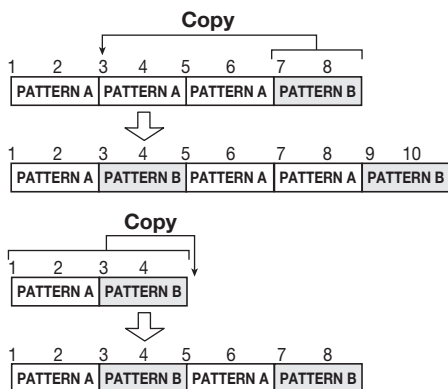 Copy
1 2 3 4 5 6 7 8
PATTERN A PATTERN A PATTERN A PATTERN B
1 2 3 4 5 6 7 8 9 10
PATTERN A PATTERN B PATTERN A PATTERN A PATTERN B
Copy
1 2 3 4
PATTERN A PATTERN B
1 2 3 4 5 6 7 8
PATTERN A PATTERN B PATTERN A PATTERN B